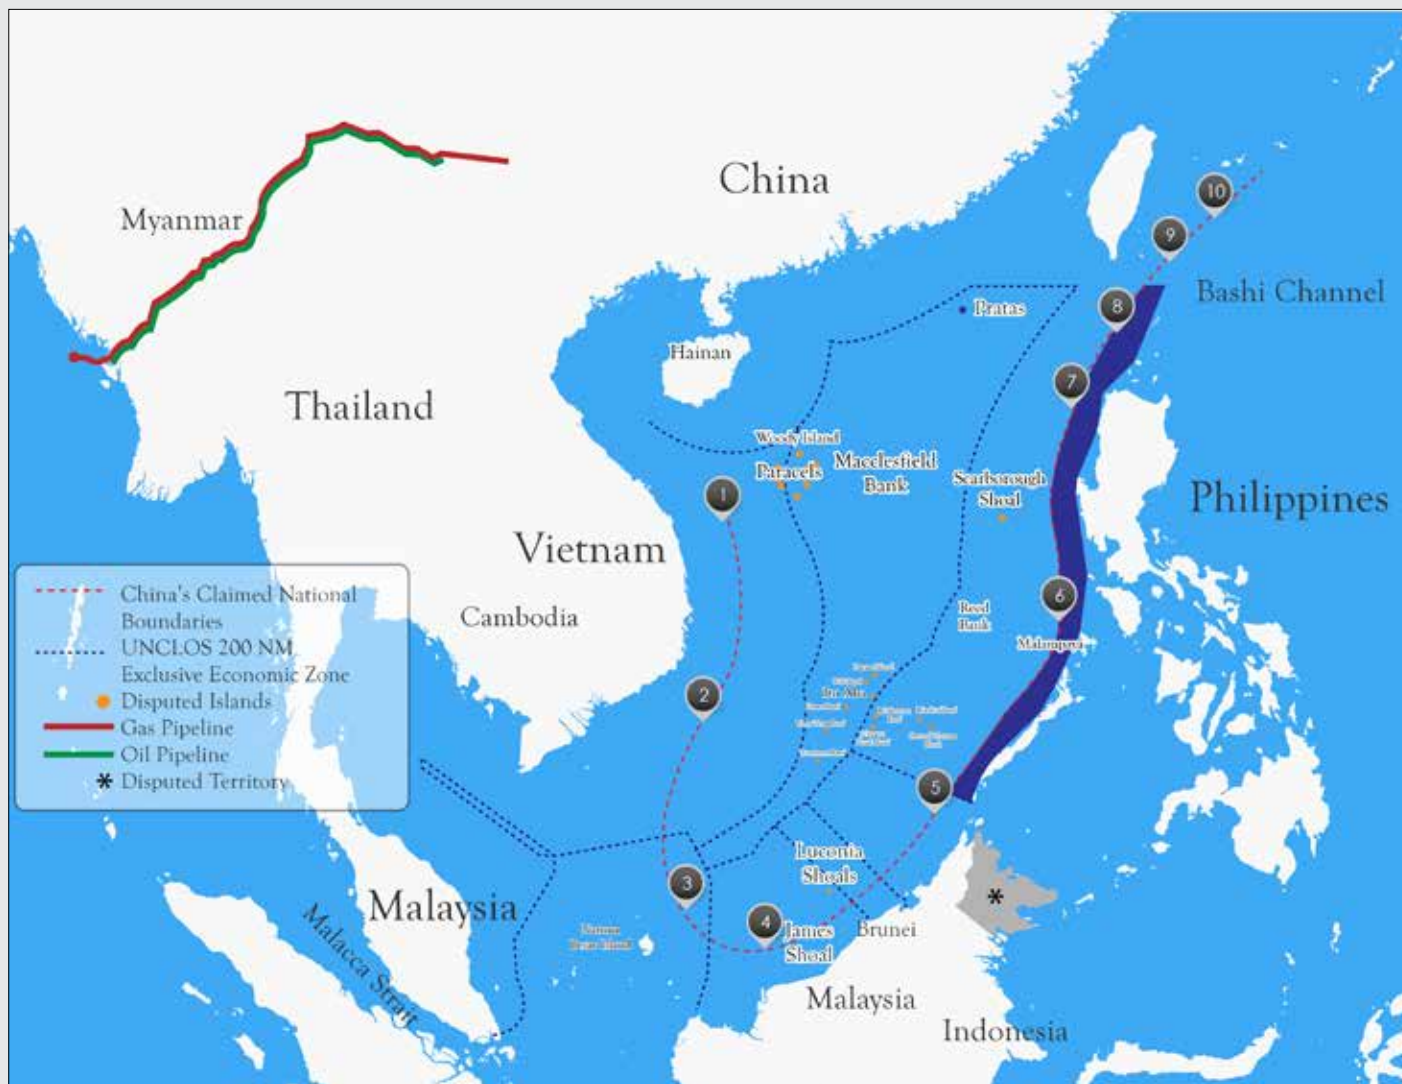 China
10
Myanmar
9
Bashi Channel
8
Pratas
Hainan
7
Thailand
Woody Island
Paracels
Macclesfield
Bank
Scarborough
Shoal
1
Philippines
Vietnam
6
Cambodia
Reed
Bank
Malampaya
China's Claimed National
Boundaries
UNCLOS 200 NM
Exclusive Economic Zone
Disputed Islands
Gas Pipeline
Oil Pipeline
* Disputed Territory
2
5
Luconia
Shoals
3
*
Malaysia
4
James
Shoal
Brunei
Malacca Strait
Malaysia
Indonesia